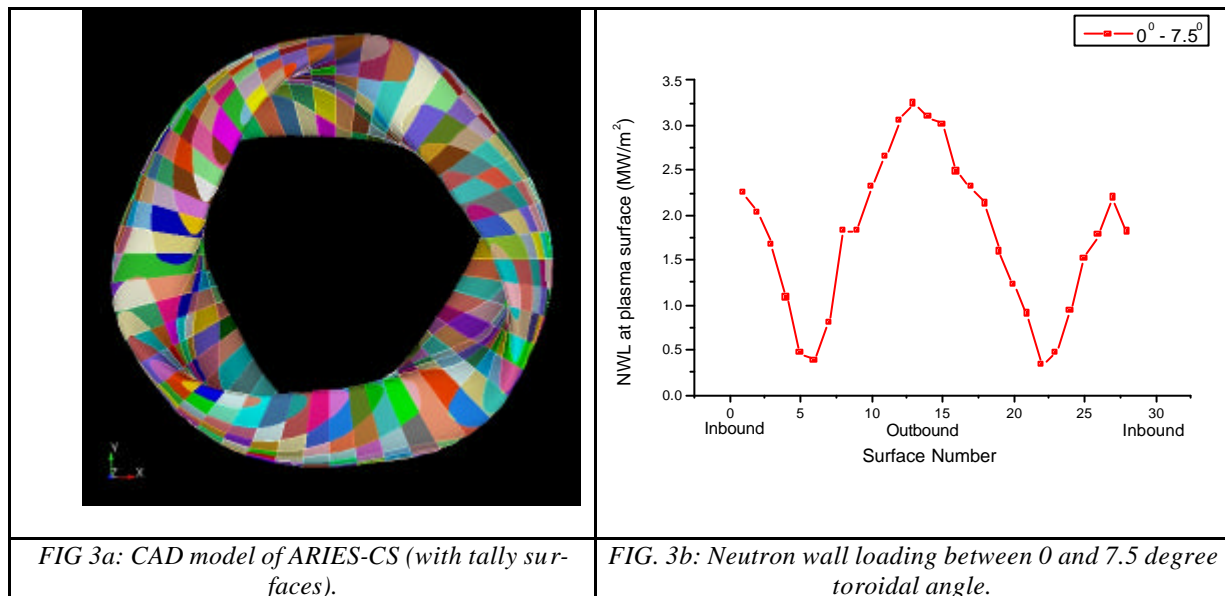 Y
Z X
0⁰ - 7.5⁰
NWL at plasma surface (MW/m²)
3.5
3.0
2.5
2.0
1.5
1.0
0.5
0.0
0 5 10 15 20 25 30
Inbound Outbound Inbound
Surface Number
FIG 3a: CAD model of ARIES-CS (with tally sur-
faces).
FIG. 3b: Neutron wall loading between 0 and 7.5 degree
toroidal angle.